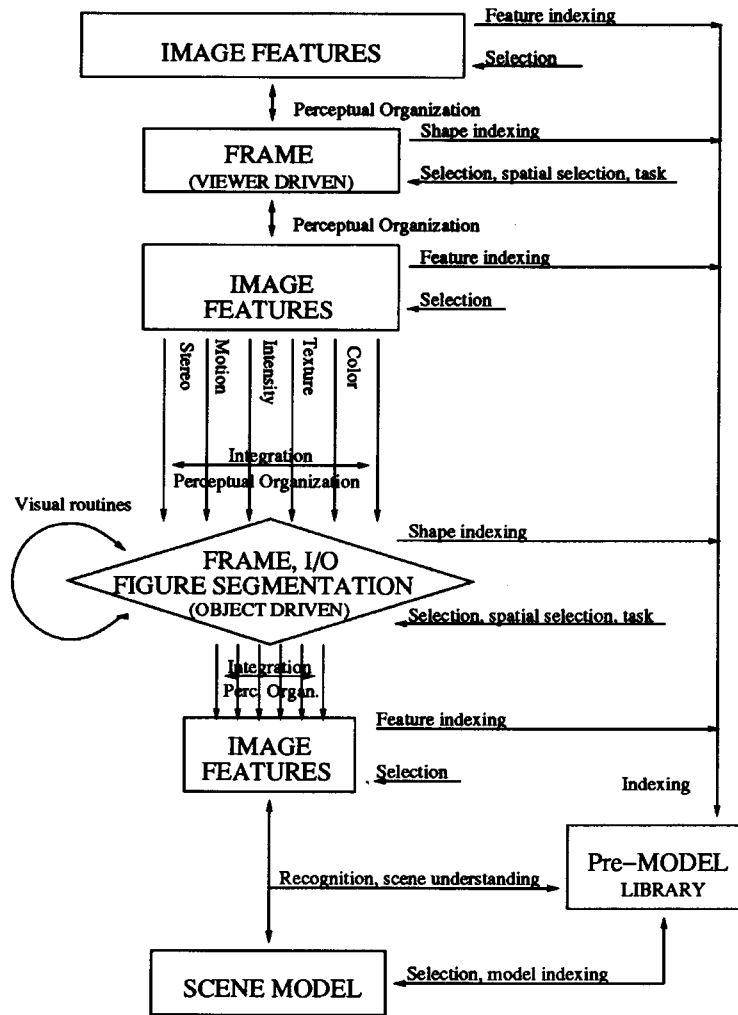 Feature indexing
IMAGE FEATURES
Selection
Perceptual Organization
Shape indexing
FRAME
(VIEWER DRIVEN)
Selection, spatial selection, task
Perceptual Organization
Feature indexing
IMAGE
FEATURES
Selection
Stereo
Motion
Intensity
Texture
Color
Integration
Perceptual Organization
Visual routines
Shape indexing
FRAME, I/O
FIGURE SEGMENTATION
(OBJECT DRIVEN)
Selection, spatial selection, task
Integration
Perc. Organ.
Feature indexing
IMAGE
FEATURES
Selection
Indexing
Pre-MODEL
LIBRARY
Recognition, scene understanding
Selection, model indexing
SCENE MODEL